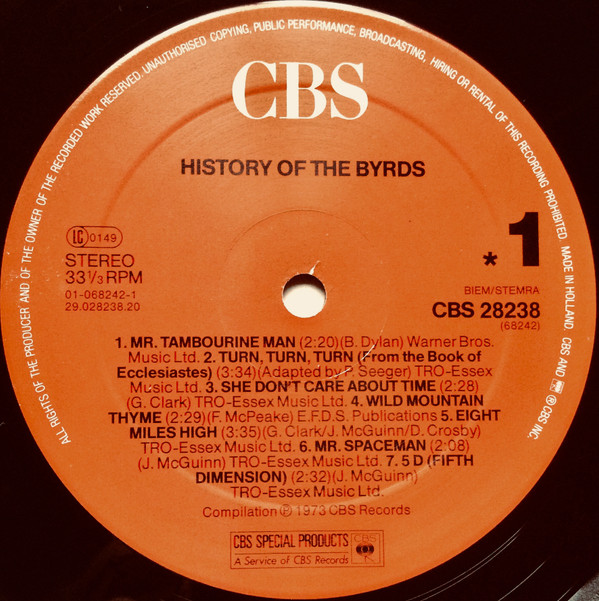 ALL RIGHTS OF THE PRODUCER AND OF THE OWNER OF THE RECORDED WORK RESERVED. UNAUTHORISED COPYING, PUBLIC PERFORMANCE, BROADCASTING, HIRING OR RENTAL OF THIS RECORDING PROHIBITED. MADE IN HOLLAND. CBS AND ℗ CBS INC.
CBS
HISTORY OF THE BYRDS
LC 0149
STEREO
33⅓ RPM
01-068242-1
29.028238.20
* 1
BIEM/STEMRA
CBS 28238
(68242)
1. MR. TAMBOURINE MAN (2:20)(B. Dylan) Warner Bros.
Music Ltd. 2. TURN, TURN, TURN (From the Book of
Ecclesiastes) (3:34)(Adapted by P. Seeger) TRO-Essex
Music Ltd. 3. SHE DON'T CARE ABOUT TIME (2:28)
(G. Clark) TRO-Essex Music Ltd. 4. WILD MOUNTAIN
THYME (2:29)(F. McPeake) E.F.D.S. Publications 5. EIGHT
MILES HIGH (3:35)(G. Clark/J. McGuinn/D. Crosby)
TRO-Essex Music Ltd. 6. MR. SPACEMAN (2:08)
(J. McGuinn) TRO-Essex Music Ltd. 7. 5 D (FIFTH
DIMENSION) (2:32)(J. McGuinn)
TRO-Essex Music Ltd.
Compilation ℗ 1973 CBS Records
CBS SPECIAL PRODUCTS
A Service of CBS Records
CBS